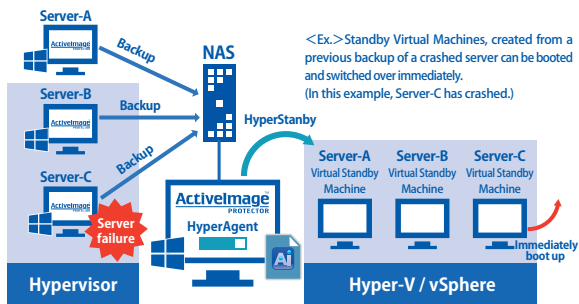 Server-A
ActiveImage
PROTECTOR
Backup
NAS
<Ex.>Standby Virtual Machines, created from a
previous backup of a crashed server can be booted
and switched over immediately.
(In this example, Server-C has crashed.)
Server-B
ActiveImage
PROTECTOR
Backup
HyperStanby
Server-C
ActiveImage
Backup
Server
failure
ActiveImage
PROTECTOR
HyperAgent
Ai
Server-A
Virtual Standby
Machine
Server-B
Virtual Standby
Machine
Server-C
Virtual Standby
Machine
Immediately
boot up
Hypervisor
Hyper-V / vSphere